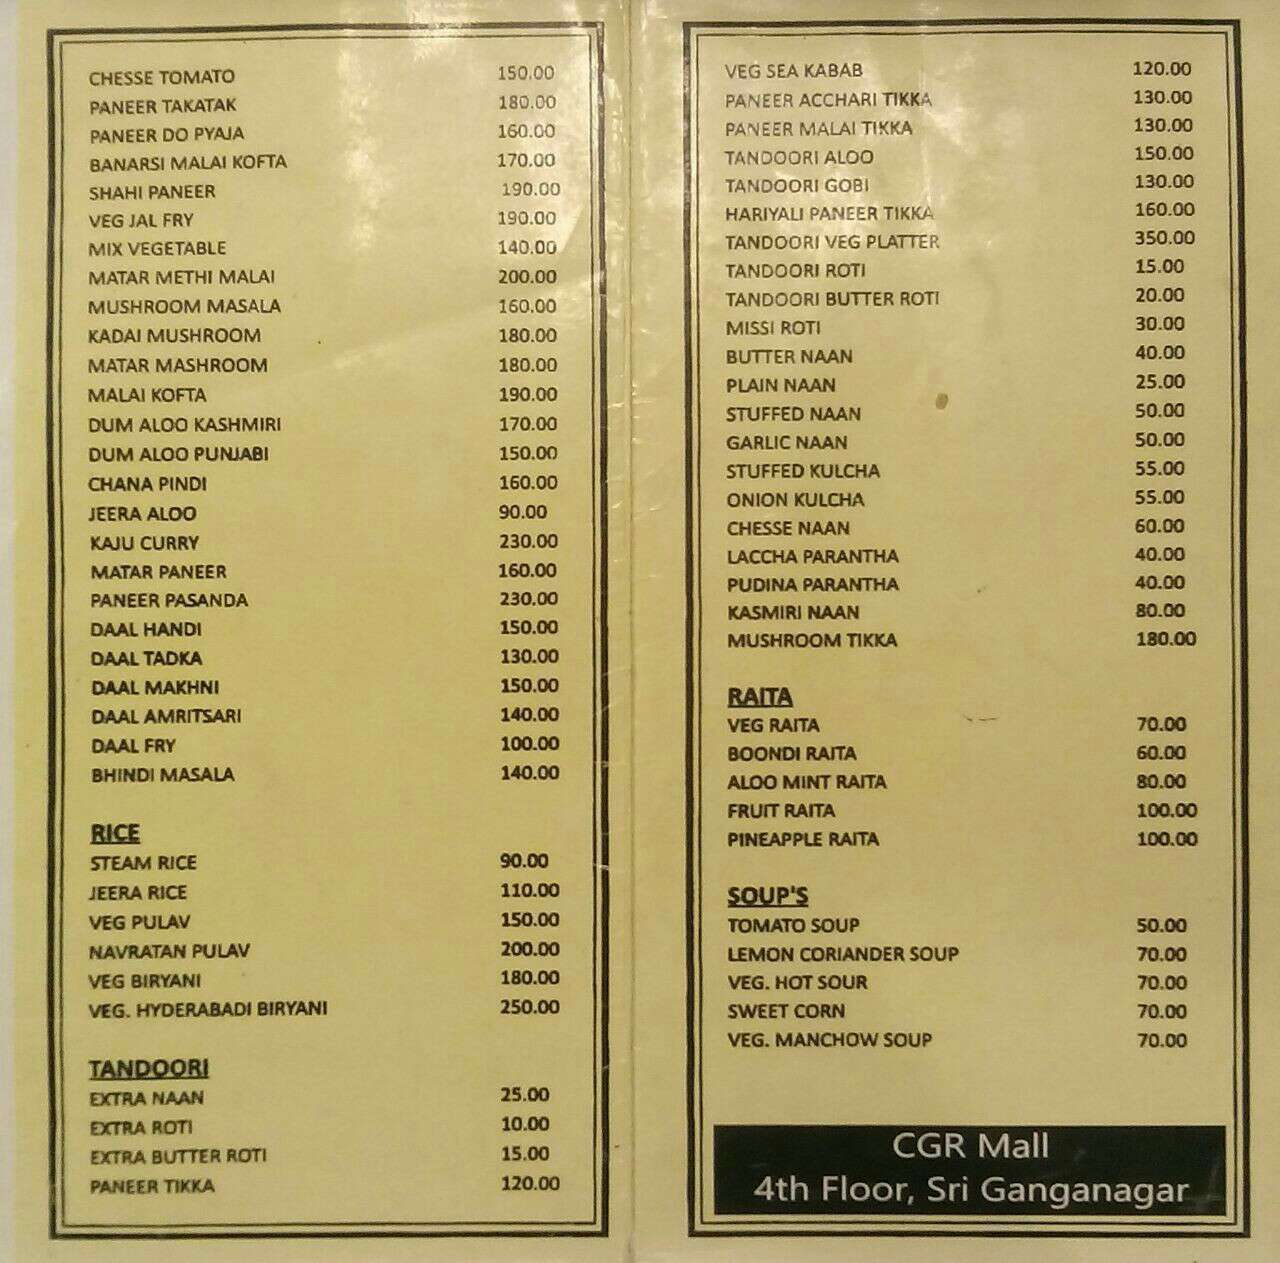 CHESSE TOMATO 150.00
PANEER TAKATAK 180.00
PANEER DO PYAJA 160.00
BANARSI MALAI KOFTA 170.00
SHAHI PANEER 190.00
VEG JAL FRY 190.00
MIX VEGETABLE 140.00
MATAR METHI MALAI 200.00
MUSHROOM MASALA 160.00
KADAI MUSHROOM 180.00
MATAR MASHROOM 180.00
MALAI KOFTA 190.00
DUM ALOO KASHMIRI 170.00
DUM ALOO PUNJABI 150.00
CHANA PINDI 160.00
JEERA ALOO 90.00
KAJU CURRY 230.00
MATAR PANEER 160.00
PANEER PASANDA 230.00
DAAL HANDI 150.00
DAAL TADKA 130.00
DAAL MAKHNI 150.00
DAAL AMRITSARI 140.00
DAAL FRY 100.00
BHINDI MASALA 140.00
RICE
STEAM RICE 90.00
JEERA RICE 110.00
VEG PULAV 150.00
NAVRATAN PULAV 200.00
VEG BIRYANI 180.00
VEG. HYDERABADI BIRYANI 250.00
TANDOORI
EXTRA NAAN 25.00
EXTRA ROTI 10.00
EXTRA BUTTER ROTI 15.00
PANEER TIKKA 120.00
VEG SEA KABAB 120.00
PANEER ACCHARI TIKKA 130.00
PANEER MALAI TIKKA 130.00
TANDOORI ALOO 150.00
TANDOORI GOBI 130.00
HARIYALI PANEER TIKKA 160.00
TANDOORI VEG PLATTER 350.00
TANDOORI ROTI 15.00
TANDOORI BUTTER ROTI 20.00
MISSI ROTI 30.00
BUTTER NAAN 40.00
PLAIN NAAN 25.00
STUFFED NAAN 50.00
GARLIC NAAN 50.00
STUFFED KULCHA 55.00
ONION KULCHA 55.00
CHESSE NAAN 60.00
LACCHA PARANTHA 40.00
PUDINA PARANTHA 40.00
KASMIRI NAAN 80.00
MUSHROOM TIKKA 180.00
RAITA
VEG RAITA 70.00
BOONDI RAITA 60.00
ALOO MINT RAITA 80.00
FRUIT RAITA 100.00
PINEAPPLE RAITA 100.00
SOUP'S
TOMATO SOUP 50.00
LEMON CORIANDER SOUP 70.00
VEG. HOT SOUR 70.00
SWEET CORN 70.00
VEG. MANCHOW SOUP 70.00
CGR Mall
4th Floor, Sri Ganganagar